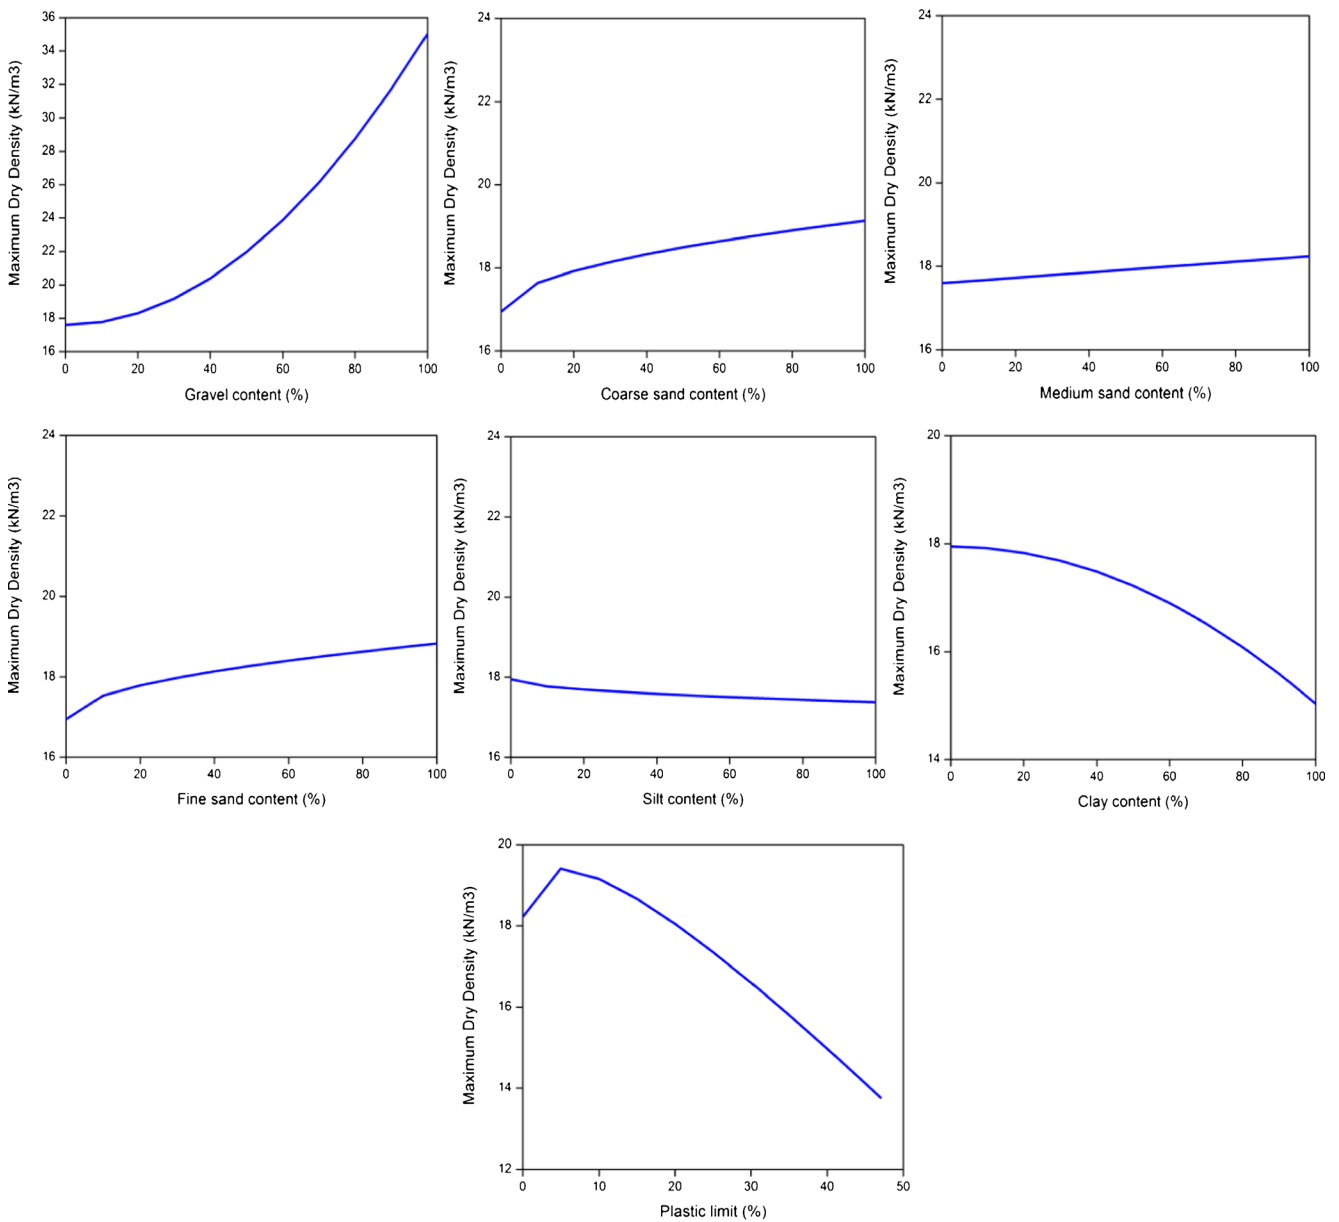 Maximum Dry Density (kN/m3)
36
34
32
30
28
26
24
22
20
18
16
0 20 40 60 80 100
Gravel content (%)
Maximum Dry Density (kN/m3)
24
22
20
18
16
0 20 40 60 80 100
Coarse sand content (%)
Maximum Dry Density (kN/m3)
24
22
20
18
16
0 20 40 60 80 100
Medium sand content (%)
Maximum Dry Density (kN/m3)
24
22
20
18
16
0 20 40 60 80 100
Fine sand content (%)
Maximum Dry Density (kN/m3)
24
22
20
18
16
0 20 40 60 80 100
Silt content (%)
Maximum Dry Density (kN/m3)
20
18
16
14
0 20 40 60 80 100
Clay content (%)
Maximum Dry Density (kN/m3)
20
18
16
14
12
0 10 20 30 40 50
Plastic limit (%)